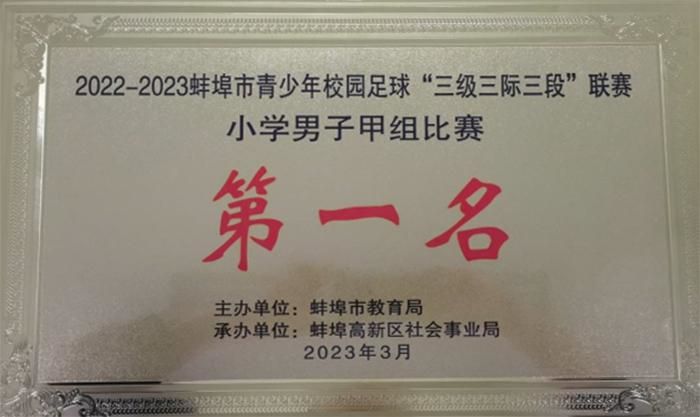 2022-2023蚌埠市青少年校园足球“三级三际三段”联赛
小学男子甲组比赛
第一名
主办单位：蚌埠市教育局
承办单位：蚌埠高新区社会事业局
2023年3月